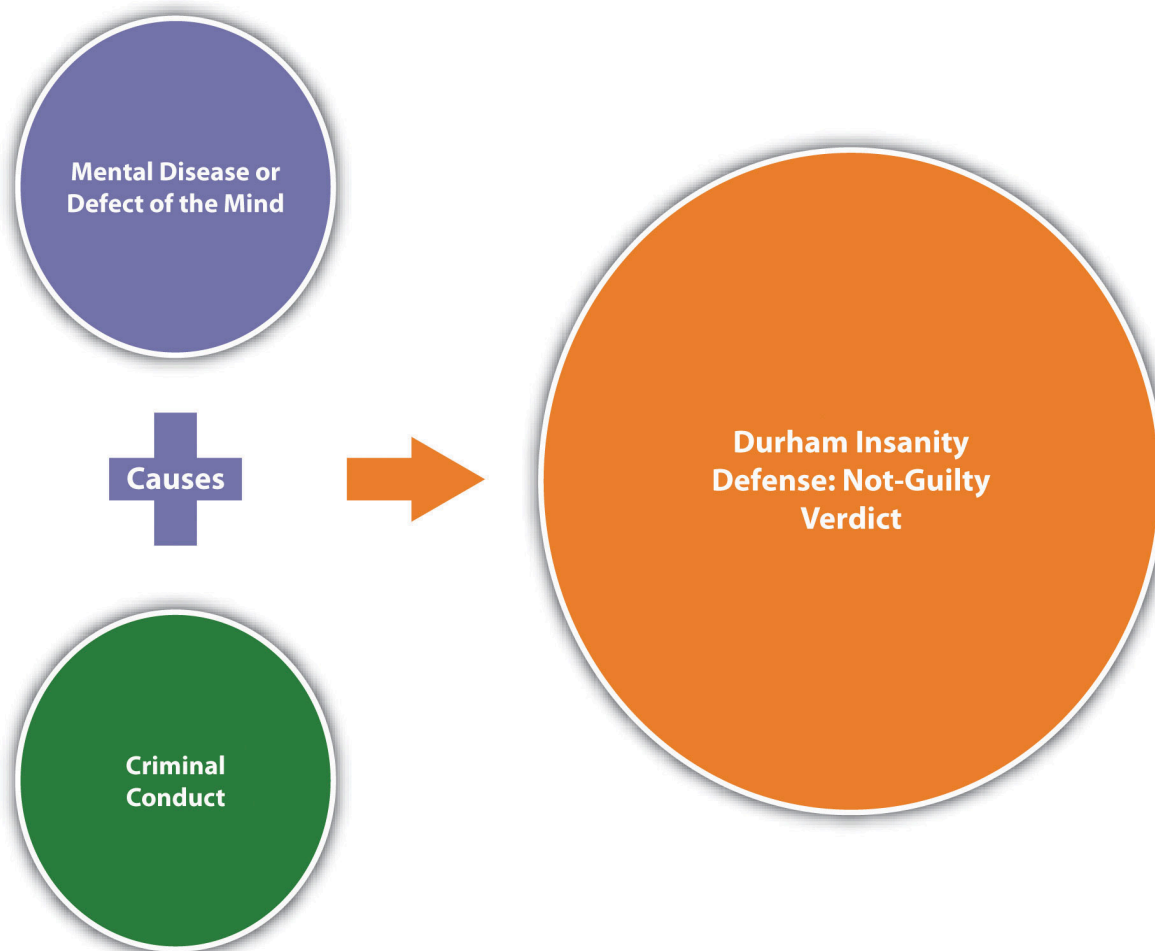 Mental Disease or
Defect of the Mind
Causes
Criminal
Conduct
Durham Insanity
Defense: Not-Guilty
Verdict